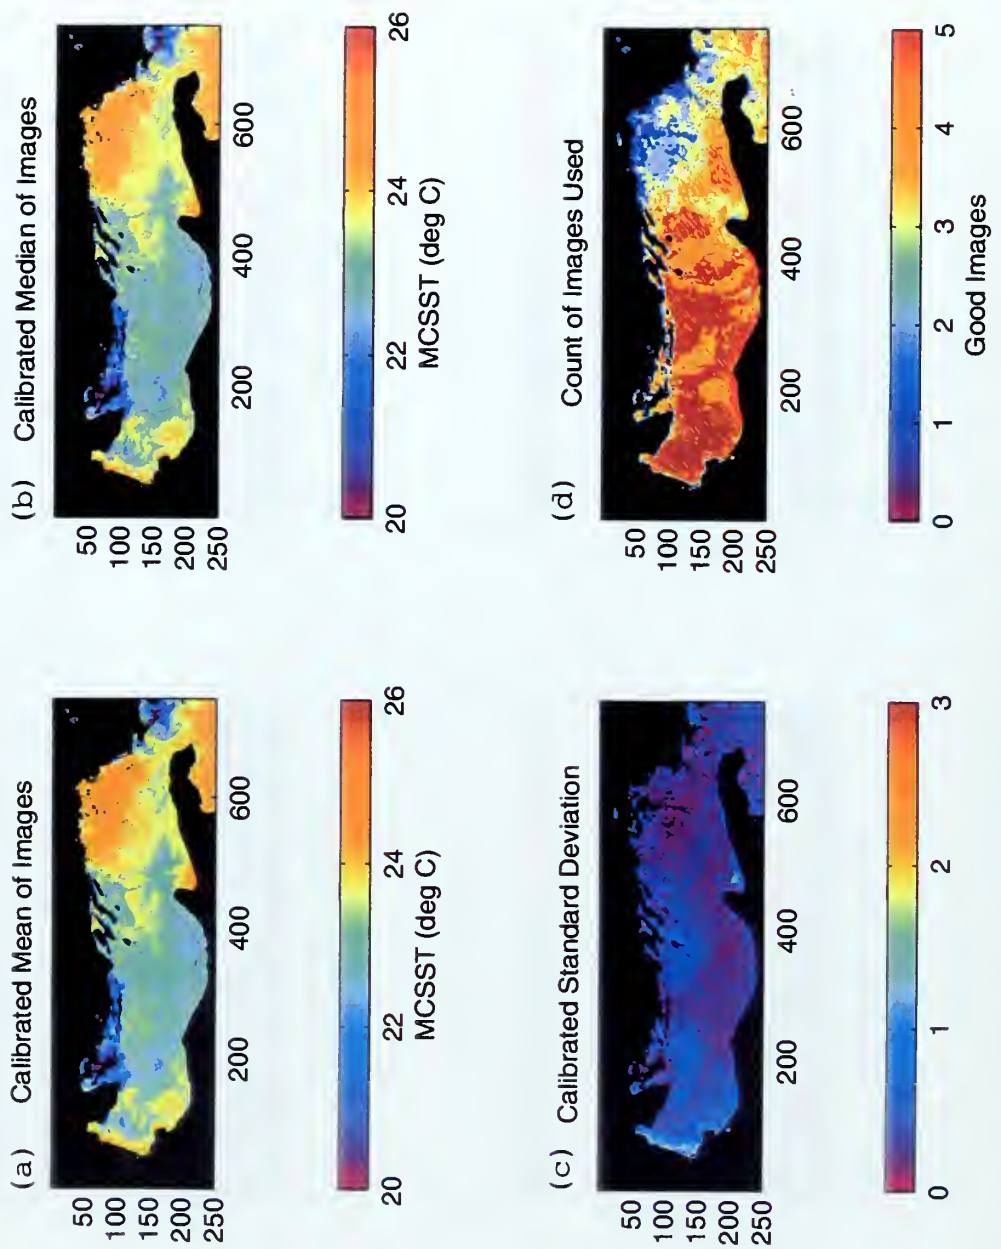 (a) Calibrated Mean of Images
50
100
150
200
250
200 400 600
20 22 24 26
MCSST (deg C)
(b) Calibrated Median of Images
50
100
150
200
250
200 400 600
20 22 24 26
MCSST (deg C)
(c) Calibrated Standard Deviation
50
100
150
200
250
200 400 600
0 1 2 3
(d) Count of Images Used
50
100
150
200
250
200 400 600
0 1 2 3 4 5
Good Images